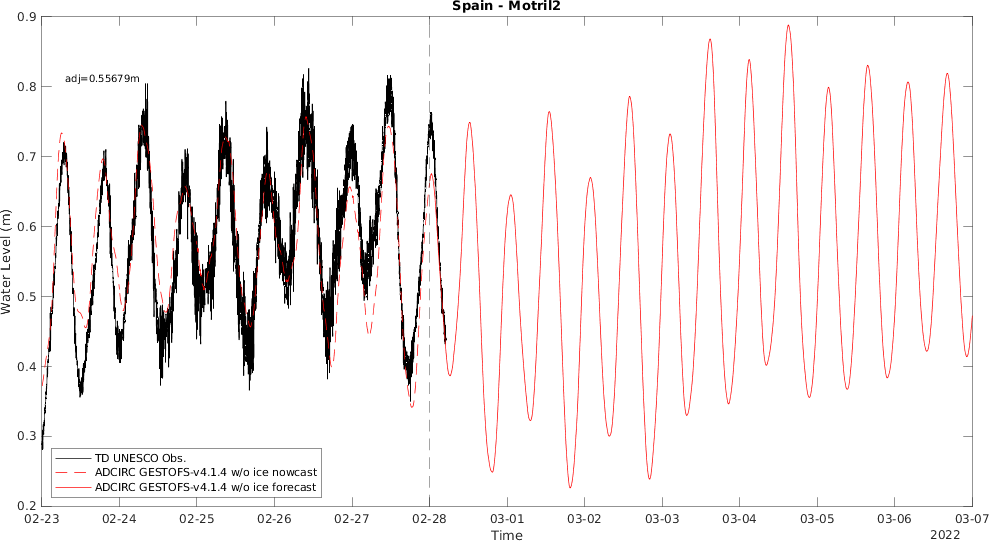 Spain - Motril2
adj=0.55679m
Water Level (m)
0.9
0.8
0.7
0.6
0.5
0.4
0.3
0.2
TD UNESCO Obs.
ADCIRC GESTOFS-v4.1.4 w/o ice nowcast
ADCIRC GESTOFS-v4.1.4 w/o ice forecast
02-23 02-24 02-25 02-26 02-27 02-28 03-01 03-02 03-03 03-04 03-05 03-06 03-07
Time
2022